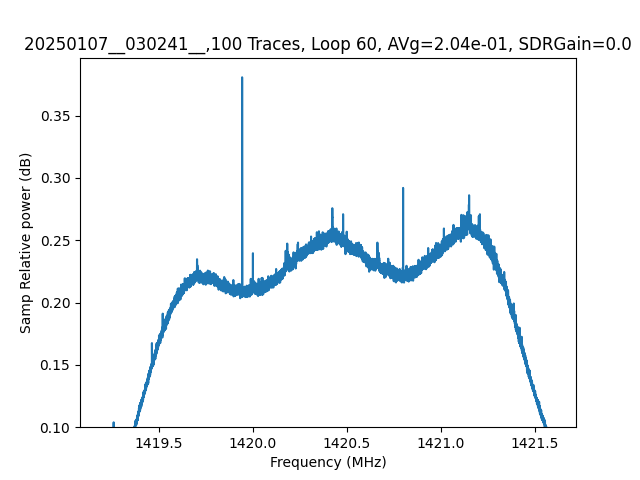 20250107__030241__,100 Traces, Loop 60, AVg=2.04e-01, SDRGain=0.0
0.35
0.30
0.25
0.20
0.15
0.10
Samp Relative power (dB)
1419.5 1420.0 1420.5 1421.0 1421.5
Frequency (MHz)